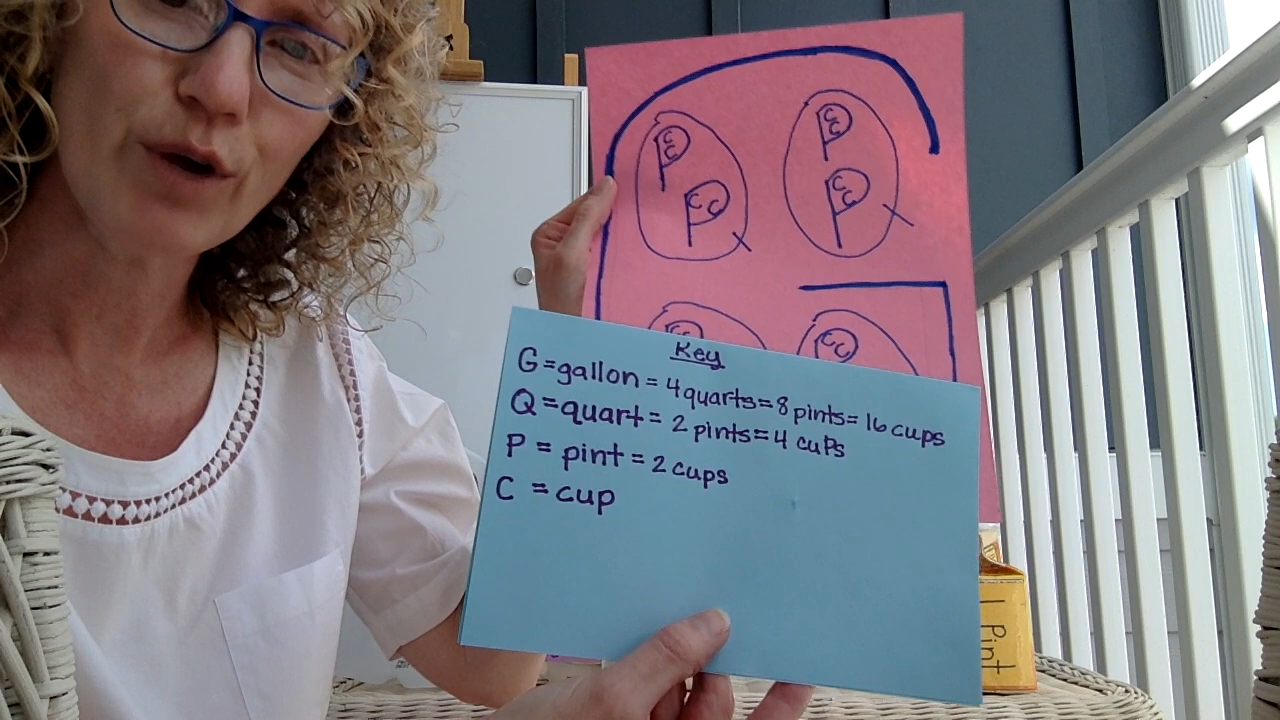 C C
P
C C
P
Q
C C
P
C C
P
Q
C C
C C
Key
G=gallon = 4 quarts=8 pints= 16 cups
Q=quart= 2 pints=4 cups
P = pint = 2 cups
C = cup
1 Pint